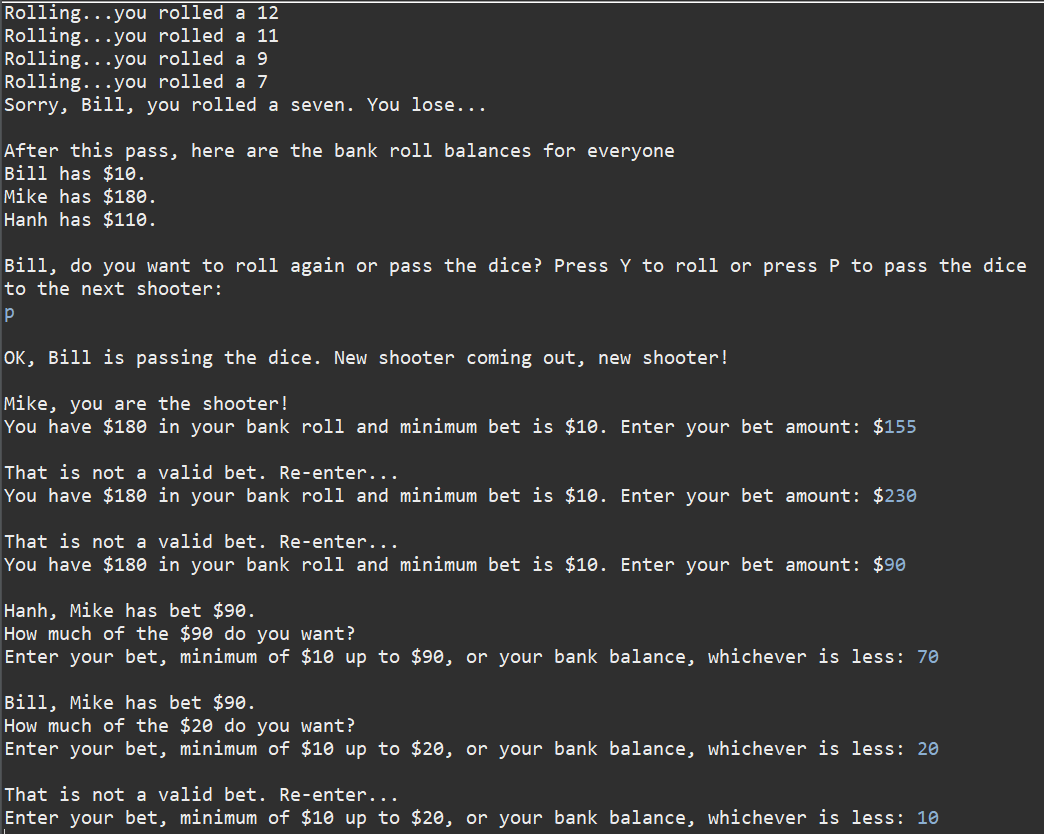 Rolling...you rolled a 12
Rolling...you rolled a 11
Rolling...you rolled a 9
Rolling...you rolled a 7
Sorry, Bill, you rolled a seven. You lose...
After this pass, here are the bank roll balances for everyone
Bill has $10.
Mike has $180.
Hanh has $110.
Bill, do you want to roll again or pass the dice? Press Y to roll or press P to pass the dice
to the next shooter:
p
OK, Bill is passing the dice. New shooter coming out, new shooter!
Mike, you are the shooter!
You have $180 in your bank roll and minimum bet is $10. Enter your bet amount: $155
That is not a valid bet. Re-enter...
You have $180 in your bank roll and minimum bet is $10. Enter your bet amount: $230
That is not a valid bet. Re-enter...
You have $180 in your bank roll and minimum bet is $10. Enter your bet amount: $90
Hanh, Mike has bet $90.
How much of the $90 do you want?
Enter your bet, minimum of $10 up to $90, or your bank balance, whichever is less: 70
Bill, Mike has bet $90.
How much of the $20 do you want?
Enter your bet, minimum of $10 up to $20, or your bank balance, whichever is less: 20
That is not a valid bet. Re-enter...
Enter your bet, minimum of $10 up to $20, or your bank balance, whichever is less: 10